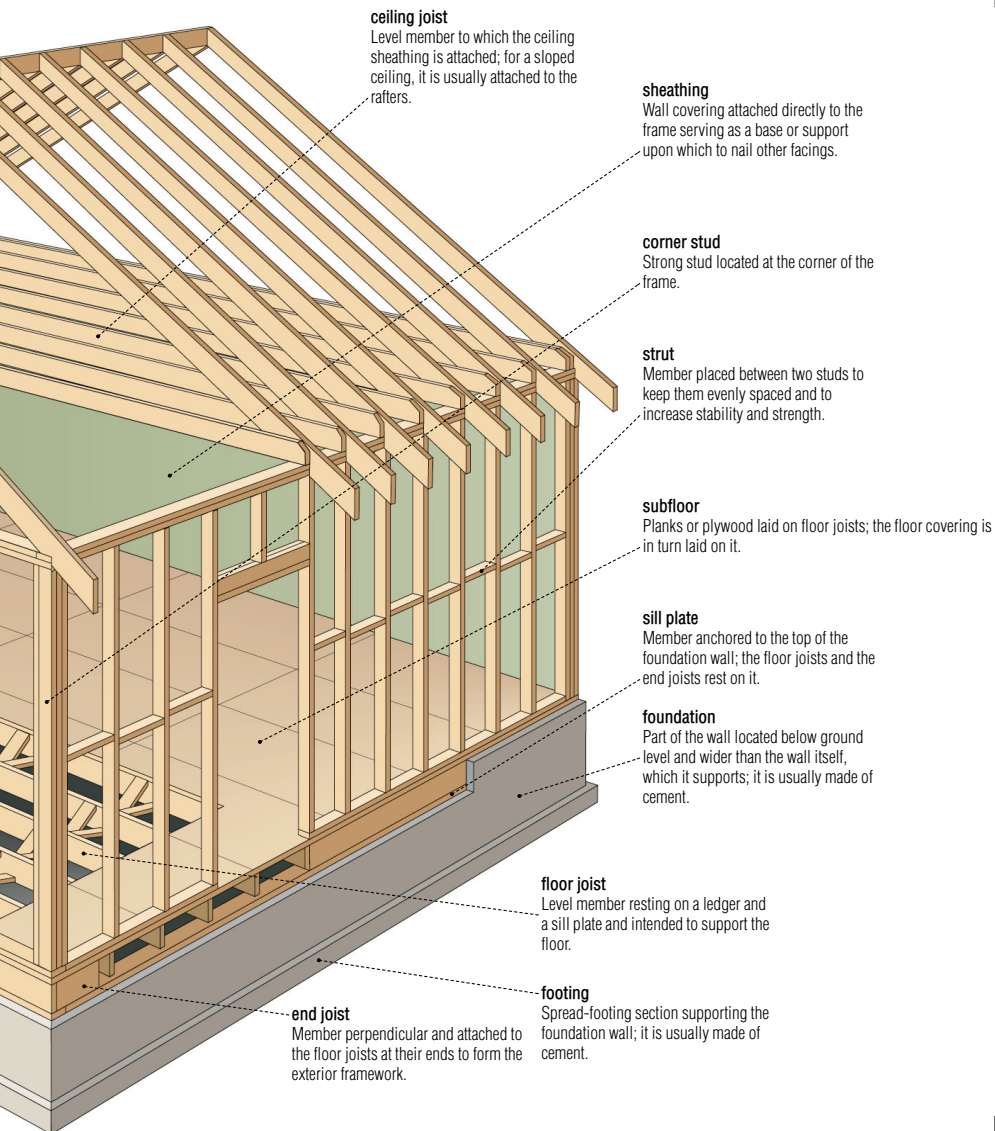 ceiling joist
Level member to which the ceiling
sheathing is attached; for a sloped
ceiling, it is usually attached to the
rafters.
sheathing
Wall covering attached directly to the
frame serving as a base or support
upon which to nail other facings.
corner stud
Strong stud located at the corner of the
frame.
strut
Member placed between two studs to
keep them evenly spaced and to
increase stability and strength.
subfloor
Planks or plywood laid on floor joists; the floor covering is
in turn laid on it.
sill plate
Member anchored to the top of the
foundation wall; the floor joists and the
end joists rest on it.
foundation
Part of the wall located below ground
level and wider than the wall itself,
which it supports; it is usually made of
cement.
floor joist
Level member resting on a ledger and
a sill plate and intended to support the
floor.
footing
Spread-footing section supporting the
foundation wall; it is usually made of
cement.
end joist
Member perpendicular and attached to
the floor joists at their ends to form the
exterior framework.